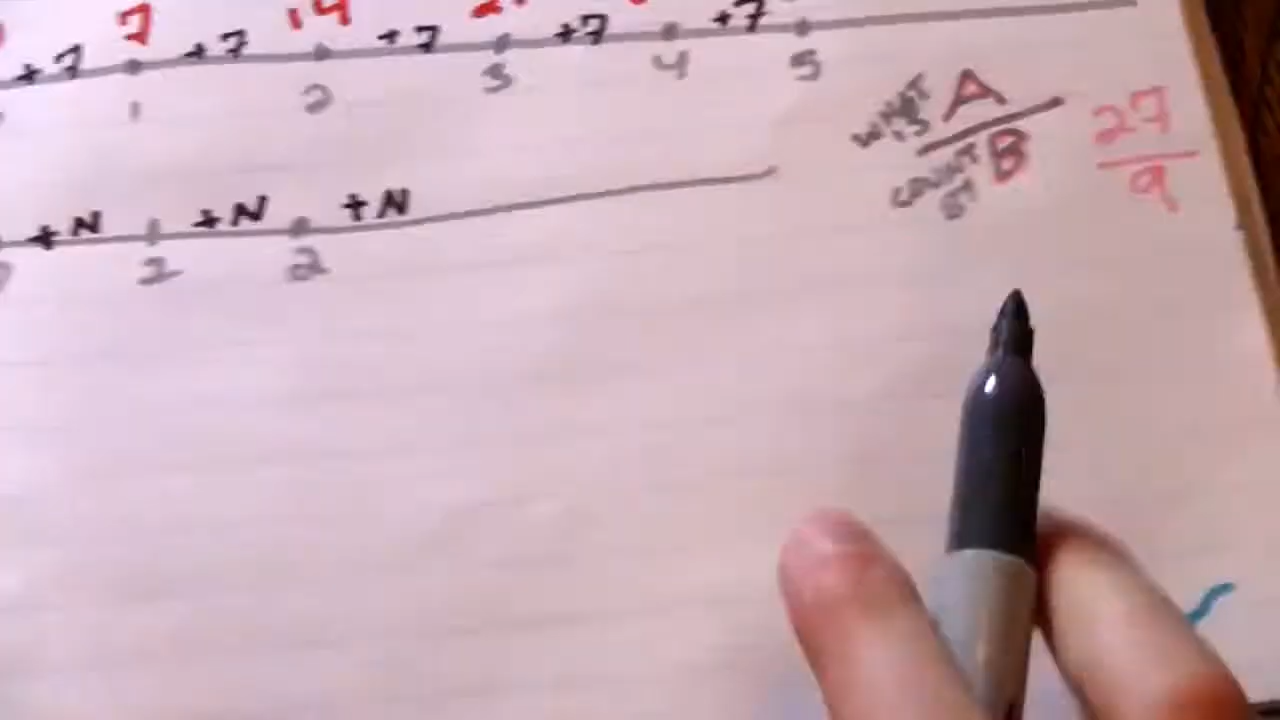 7 14
+7 +7 +7 +7 +7
1 2 3 4 5
+N +N +N
1 2
WHAT IS A
COUNT BY B
27
9